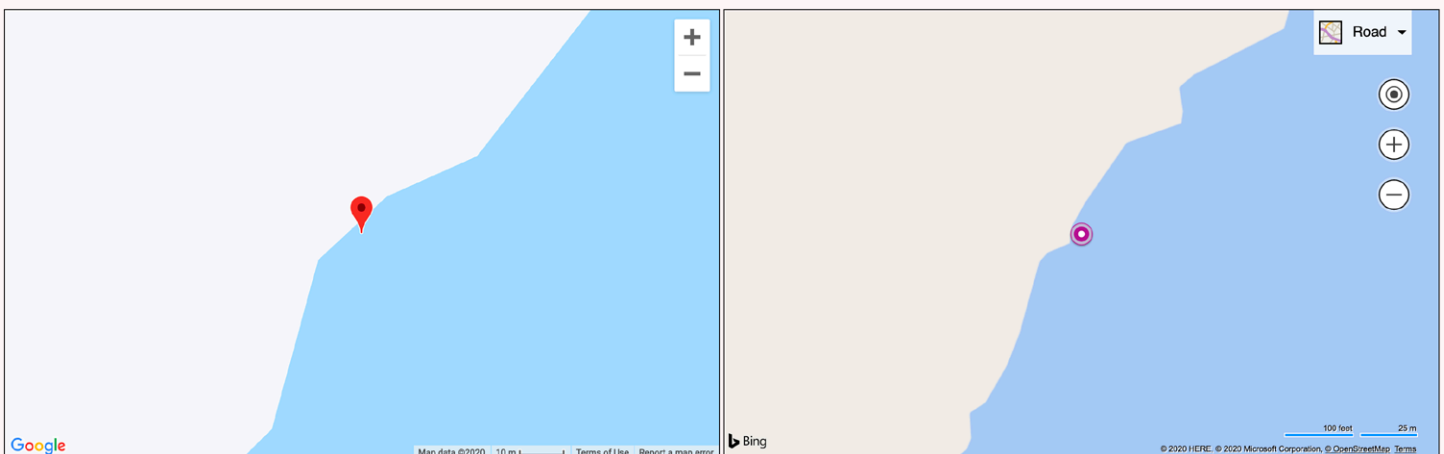 +
−
Google
Map data ©2020 10 m Terms of Use Report a map error
Road
+
−
Bing
100 feet 25 m
© 2020 HERE, © 2020 Microsoft Corporation, © OpenStreetMap Terms